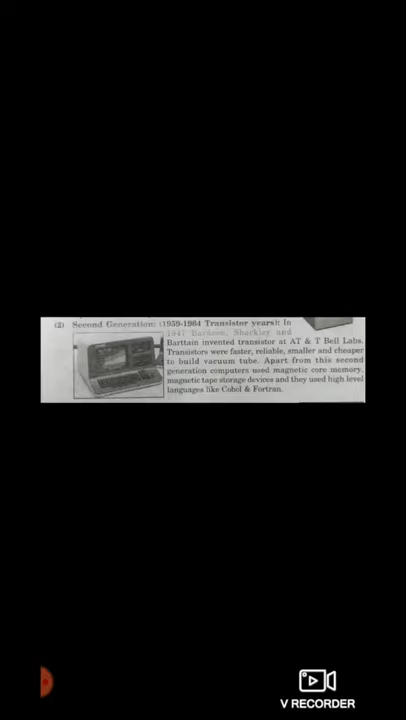 (2) Second Generation: (1959-1964 Transistor years): In
1947 Bardeen, Shockley and
Barttain invented transistor at AT & T Bell Labs.
Transistors were faster, reliable, smaller and cheaper
to build vacuum tube. Apart from this second
generation computers used magnetic core memory,
magnetic tape storage devices and they used high level
languages like Cobol & Fortran.
V RECORDER